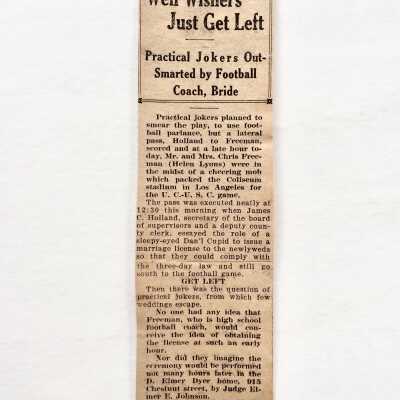 Well Wishers
Just Get Left
Practical Jokers Out-
Smarted by Football
Coach, Bride
Practical jokers planned to
smear the play, to use foot-
ball parlance, but a lateral
pass, Holland to Freeman,
scored and at a late hour to-
day, Mr. and Mrs. Chris Free-
man (Helen Lyons) were in
the midst of a cheering mob
which packed the Coliseum
stadium in Los Angeles for
the U. C.-U. S. C. game.
The pass was executed neatly at
12:30 this morning when James
C. Holland, secretary of the board
of supervisors and a deputy coun-
ty clerk, essayed the role of a
sleepy-eyed Dan'l Cupid to issue a
marriage license to the newlyweds
so that they could comply with
the three-day law and still go
south to the football game.
GET LEFT
Then there was the question of
practical jokers, from which few
weddings escape.
No one had any idea that
Freeman, who is high school
football coach, would con-
ceive the idea of obtaining
the license at such an early
hour.
Nor did they imagine the
ceremony would be performed
not many hours later in the
D. Elmer Dyer home, 915
Chestnut street, by Judge El-
mer E. Johnson.